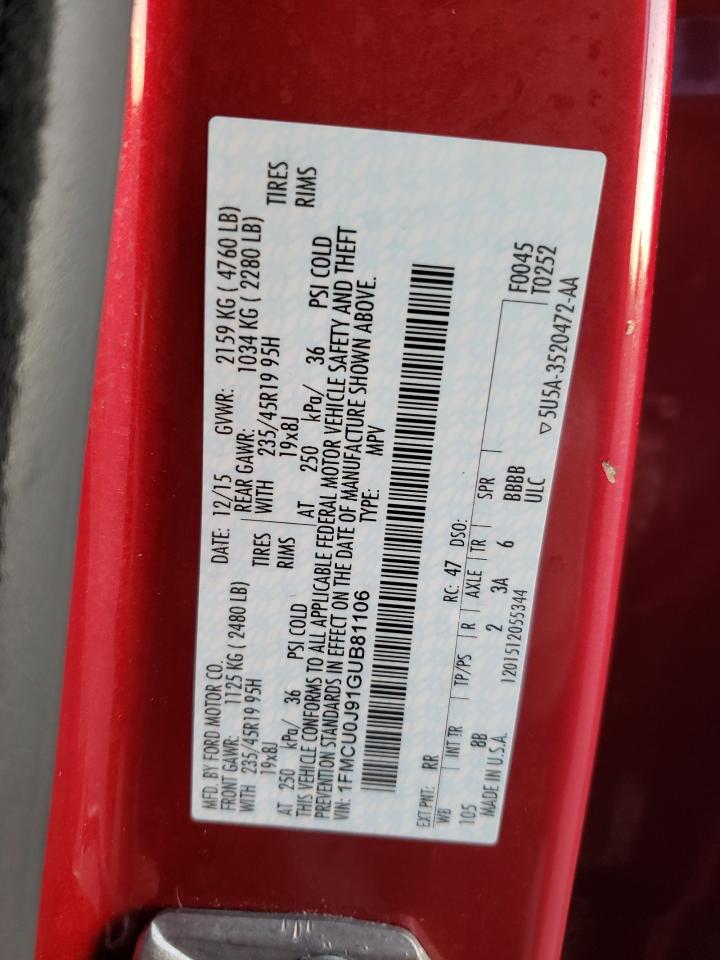 MFD. BY FORD MOTOR CO.
DATE: 12/15 GVWR: 2159 KG ( 4760 LB)
FRONT GAWR: 1125 KG ( 2480 LB) REAR GAWR: 1034 KG ( 2280 LB)
WITH 235/45R19 95H TIRES WITH 235/45R19 95H TIRES
19x8J RIMS 19x8J RIMS
AT 250 kPa/ 36 PSI COLD AT 250 kPa/ 36 PSI COLD
THIS VEHICLE CONFORMS TO ALL APPLICABLE FEDERAL MOTOR VEHICLE SAFETY AND THEFT
PREVENTION STANDARDS IN EFFECT ON THE DATE OF MANUFACTURE SHOWN ABOVE.
VIN: 1FMCU0J91GUB81106 TYPE: MPV
EXT PNT: RR RC: 47 DSO:
WB INT TR TP/PS R AXLE TR SPR
105 8B 2 3A 6 BBBB
F0045
T0252
MADE IN U.S.A. 1201512055344 ULC
▽5U5A-3520472-AA